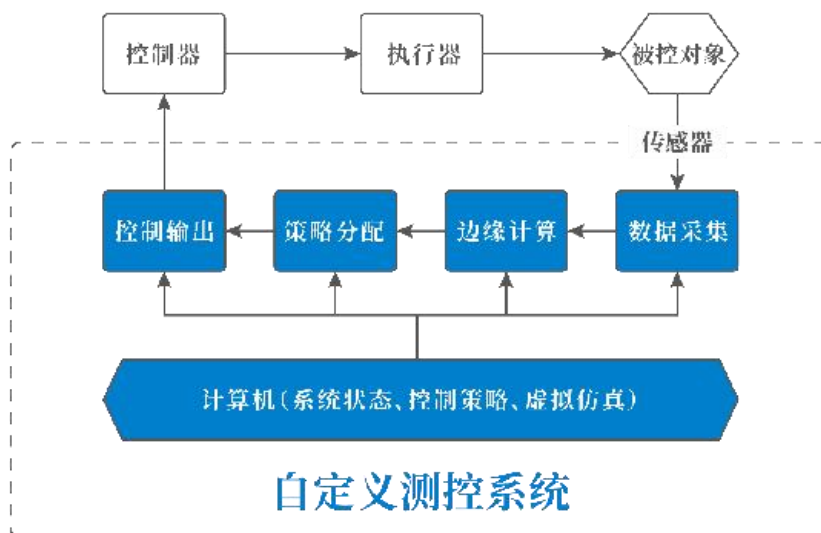 控制器 执行器 被控对象
传感器
控制输出 策略分配 边缘计算 数据采集
计算机(系统状态、控制策略、虚拟仿真)
自定义测控系统